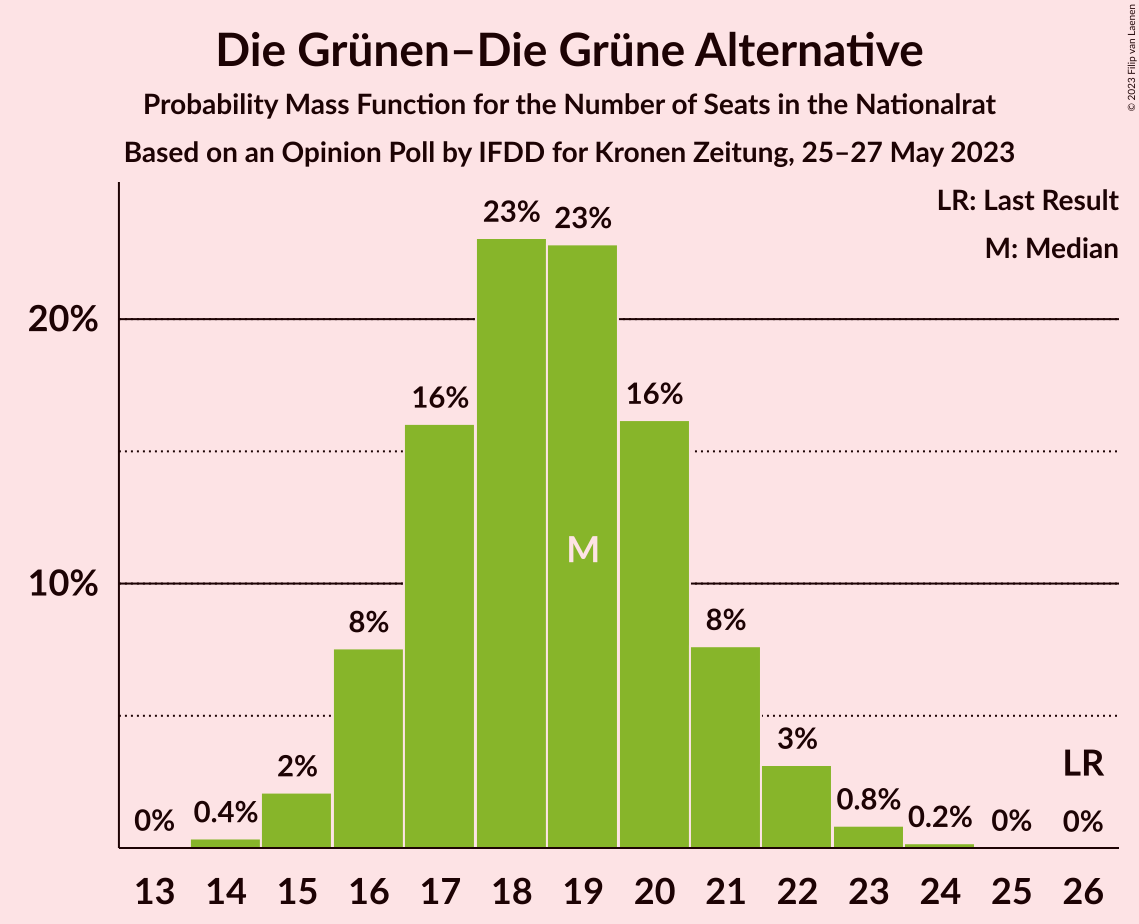 Die Grünen–Die Grüne Alternative
Probability Mass Function for the Number of Seats in the Nationalrat
Based on an Opinion Poll by IFDD for Kronen Zeitung, 25–27 May 2023
© 2023 Filip van Laenen
LR: Last Result
M: Median
23% 23%
20%
16% 16%
M
10%
8% 8%
3%
LR
2%
0.8%
0% 0.4% 0.2% 0% 0%
13 14 15 16 17 18 19 20 21 22 23 24 25 26